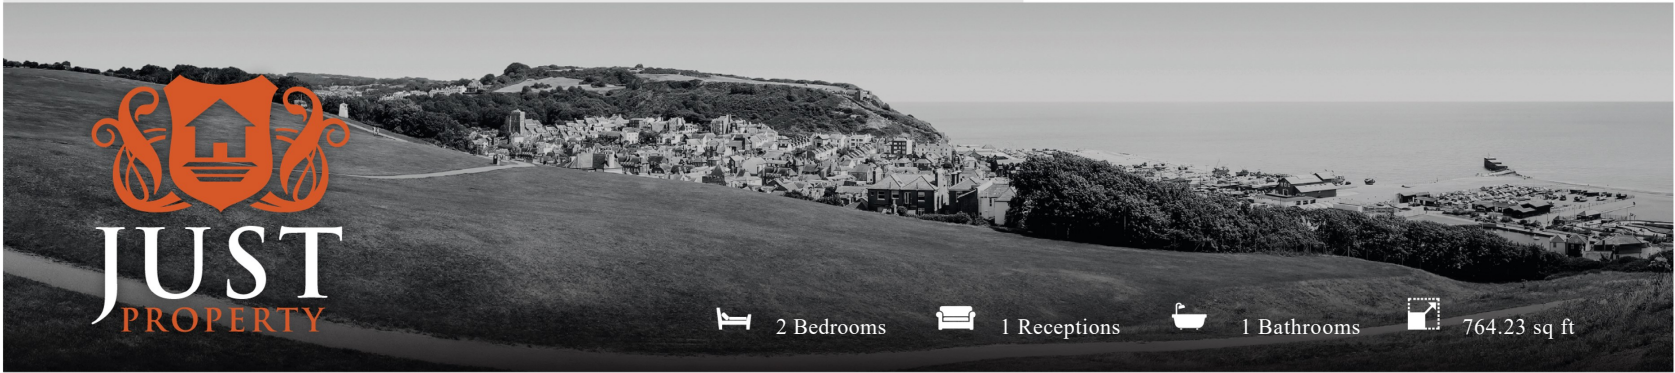 JUST
PROPERTY
2 Bedrooms
1 Receptions
1 Bathrooms
764.23 sq ft